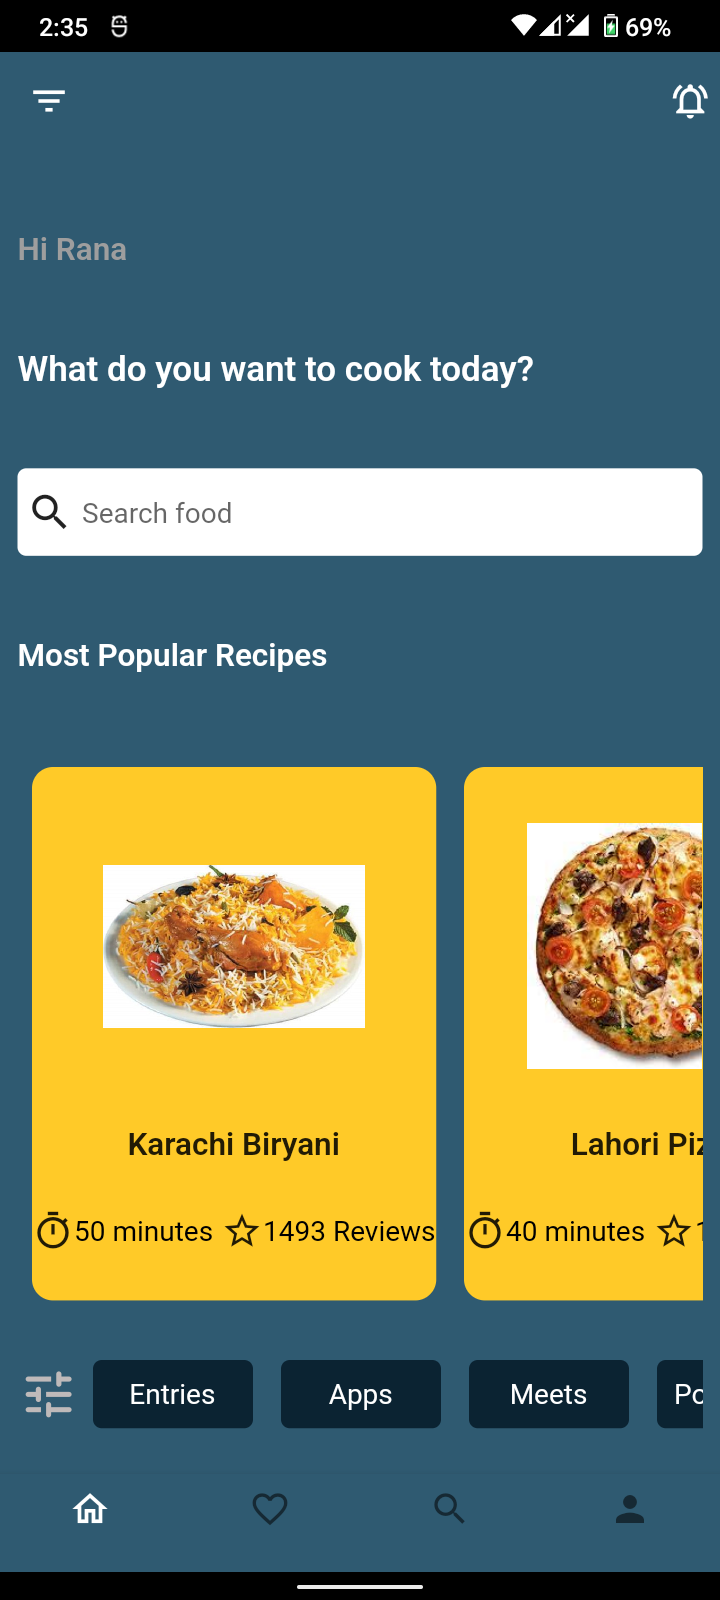 2:35
69%
Hi Rana
What do you want to cook today?
Search food
Most Popular Recipes
Karachi Biryani
Lahori Piz
50 minutes
1493 Reviews
40 minutes
1
Entries
Apps
Meets
Po